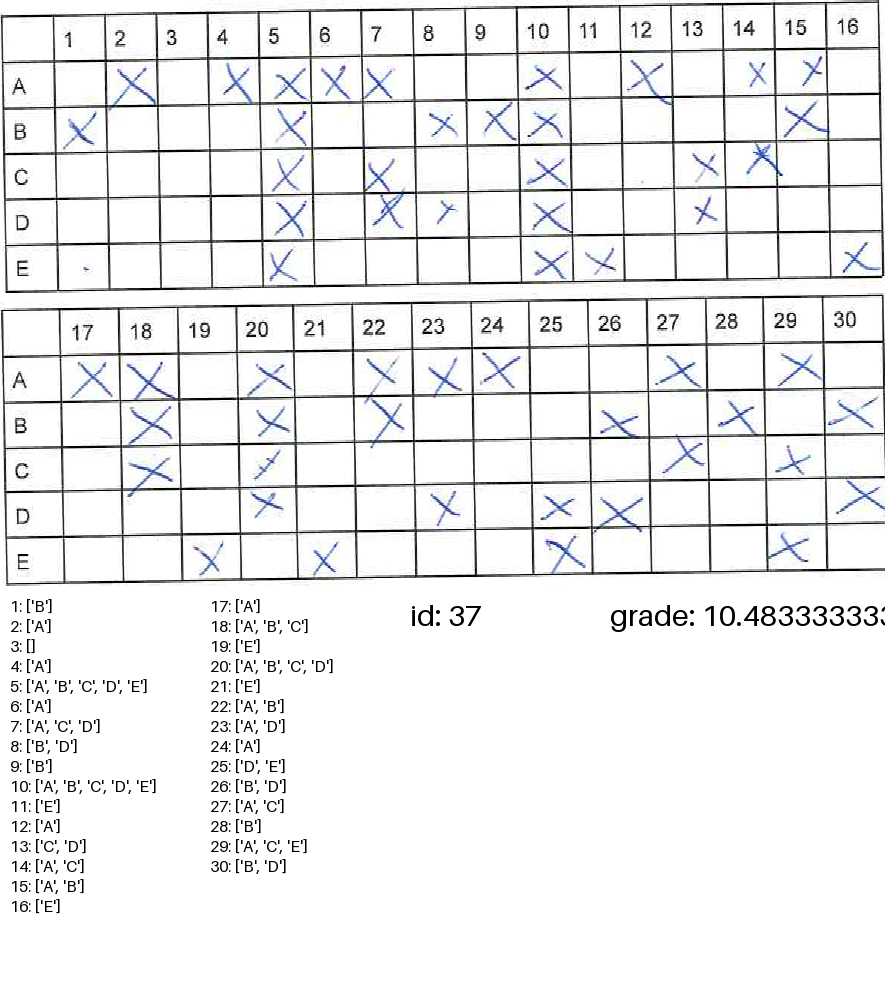 1 2 3 4 5 6 7 8 9 10 11 12 13 14 15 16
A X X X X X X X X X
B X X X X X X
C X X X X X
D X X X X X
E X X X X
17 18 19 20 21 22 23 24 25 26 27 28 29 30
A X X X X X X X X
B X X X X X X
C X X X X
D X X X X X
E X X X X
1: ['B']
2: ['A']
3: []
4: ['A']
5: ['A', 'B', 'C', 'D', 'E']
6: ['A']
7: ['A', 'C', 'D']
8: ['B', 'D']
9: ['B']
10: ['A', 'B', 'C', 'D', 'E']
11: ['E']
12: ['A']
13: ['C', 'D']
14: ['A', 'C']
15: ['A', 'B']
16: ['E']
17: ['A']
18: ['A', 'B', 'C']
19: ['E']
20: ['A', 'B', 'C', 'D']
21: ['E']
22: ['A', 'B']
23: ['A', 'D']
24: ['A']
25: ['D', 'E']
26: ['B', 'D']
27: ['A', 'C']
28: ['B']
29: ['A', 'C', 'E']
30: ['B', 'D']
id: 37
grade: 10.483333333